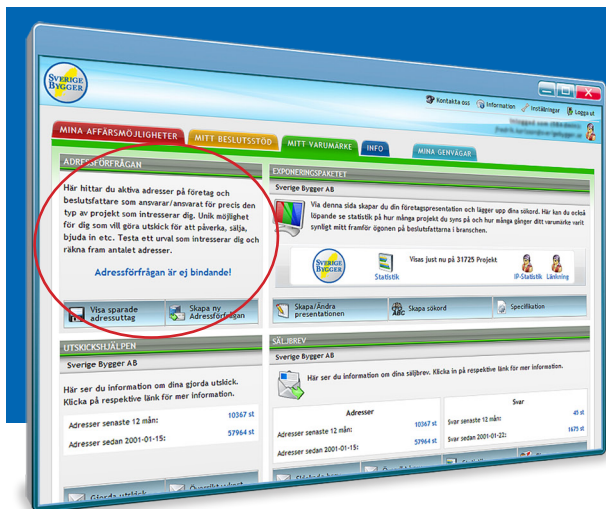 SVERIGE
BYGGER
Kontakta oss
Information
Inställningar
Logga ut
MINA AFFÄRSMÖJLIGHETER
MITT BESLUTSSTÖD
MITT VARUMÄRKE
INFO
MINA GENVÄGAR
ADRESSFÖRFRÅGAN
Här hittar du aktiva adresser på företag och
beslutsfattare som ansvarar/ansvarat för precis den
typ av projekt som intresserar dig. Unik möjlighet
för dig som vill göra utskick för att påverka, sälja,
bjuda in etc. Testa ett urval som intresserar dig och
räkna fram antalet adresser.
Adressförfrågan är ej bindande!
Visa sparade
adressuttag
Skapa ny
Adressförfrågan
EXPONERINGSPAKETET
Sverige Bygger AB
Via denna sida skapar du din företagspresentation och lägger upp dina sökord. Här kan du också
löpande se statistik på hur många projekt du syns på och hur många gånger ditt varumärke varit
synligt mitt framför ögonen på beslutsfattarna i branschen.
SVERIGE
BYGGER
Statistik
Visas just nu på 31725 Projekt
IP-Statistik
Länkning
Skapa/Ändra
presentationen
ABC
Skapa sökord
Specifikation
UTSKICKSHJÄLPEN
Sverige Bygger AB
Här ser du information om dina gjorda utskick.
Klicka på respektive länk för mer information.
Adresser senaste 12 mån: 10367 st
Adresser sedan 2001-01-15: 57964 st
Gjorda utskick
SÄLJBREV
Sverige Bygger AB
Här ser du information om dina säljbrev. Klicka in på respektive länk för mer information.
Adresser
Adresser senaste 12 mån: 10367 st
Adresser sedan 2001-01-15: 57964 st
Svar
Svar senaste 12 mån: 45 st
Svar sedan 2001-01-22: 1675 st